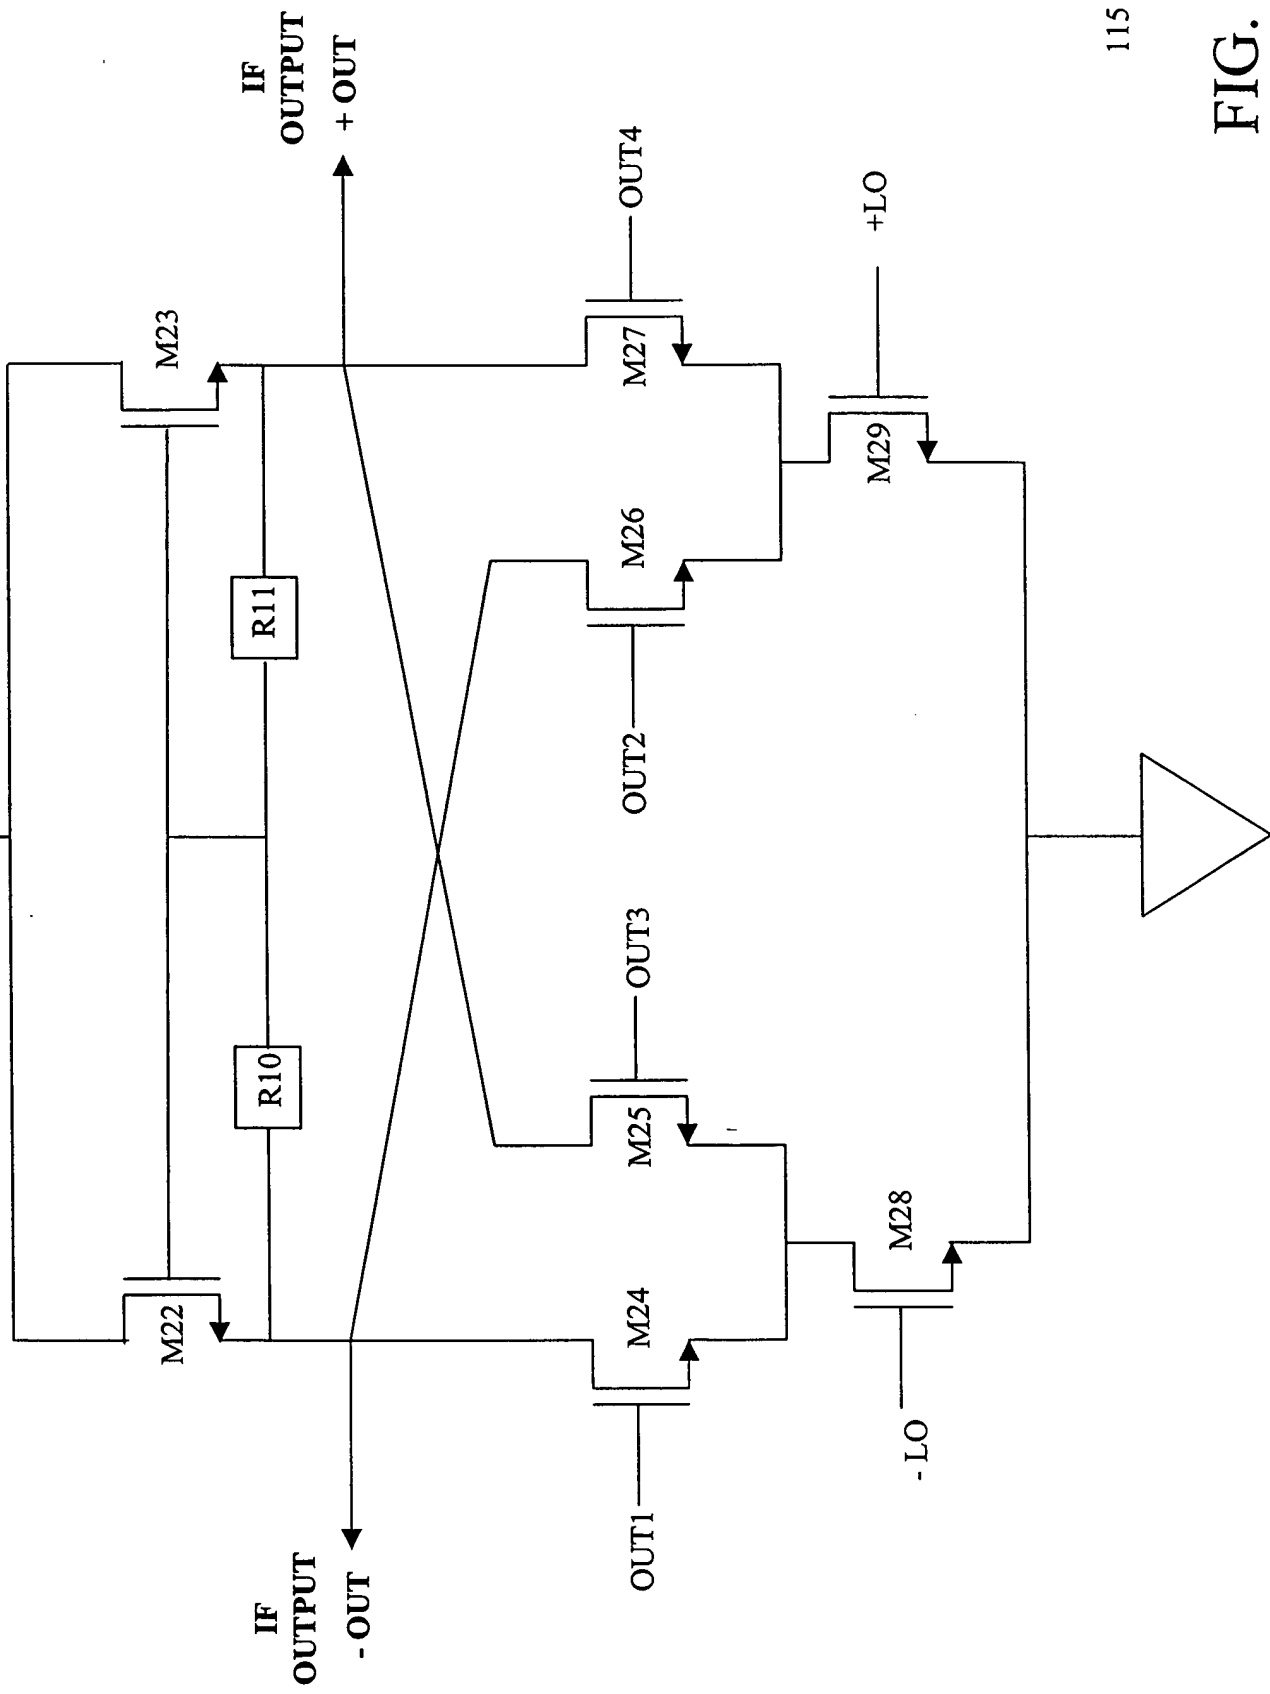 IF
OUTPUT
- OUT
IF
OUTPUT
+ OUT
M22
M23
R10
R11
OUT1
M24
M25
OUT3
OUT2
M26
M27
OUT4
- LO
M28
M29
+LO
115
FIG.